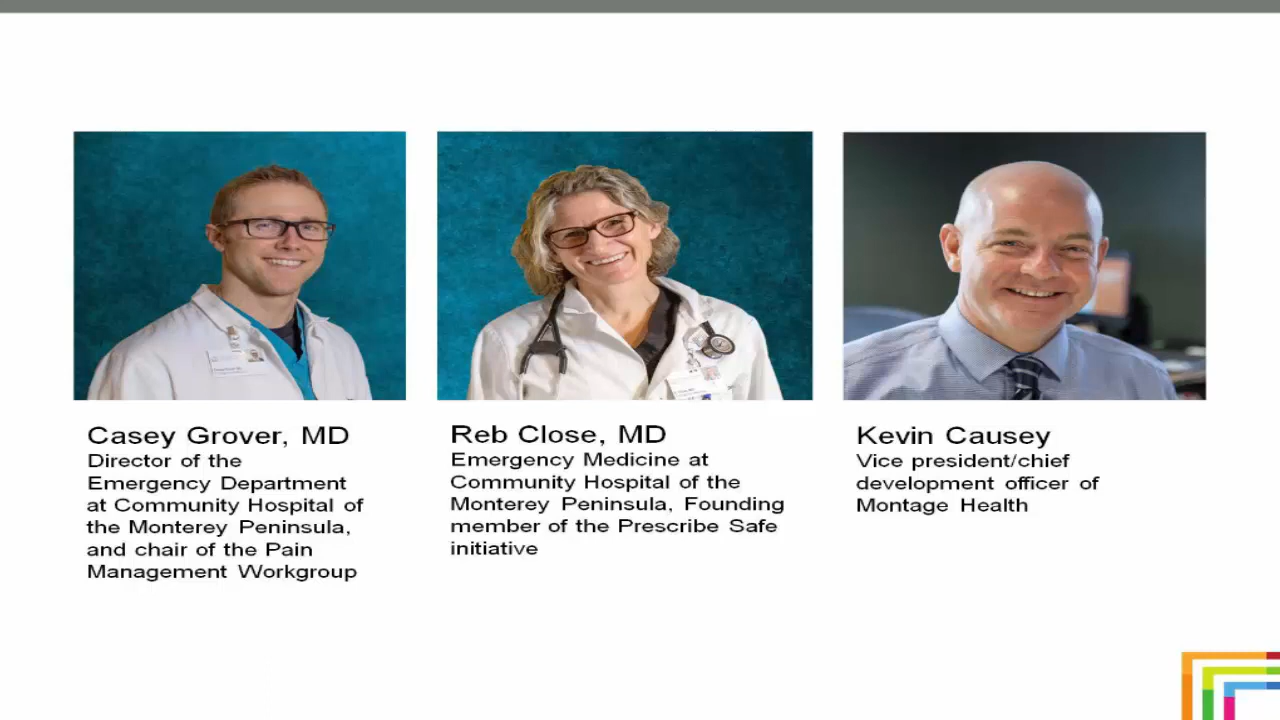 Casey Grover, MD
Director of the
Emergency Department
at Community Hospital of
the Monterey Peninsula,
and chair of the Pain
Management Workgroup
Reb Close, MD
Emergency Medicine at
Community Hospital of the
Monterey Peninsula, Founding
member of the Prescribe Safe
initiative
Kevin Causey
Vice president/chief
development officer of
Montage Health